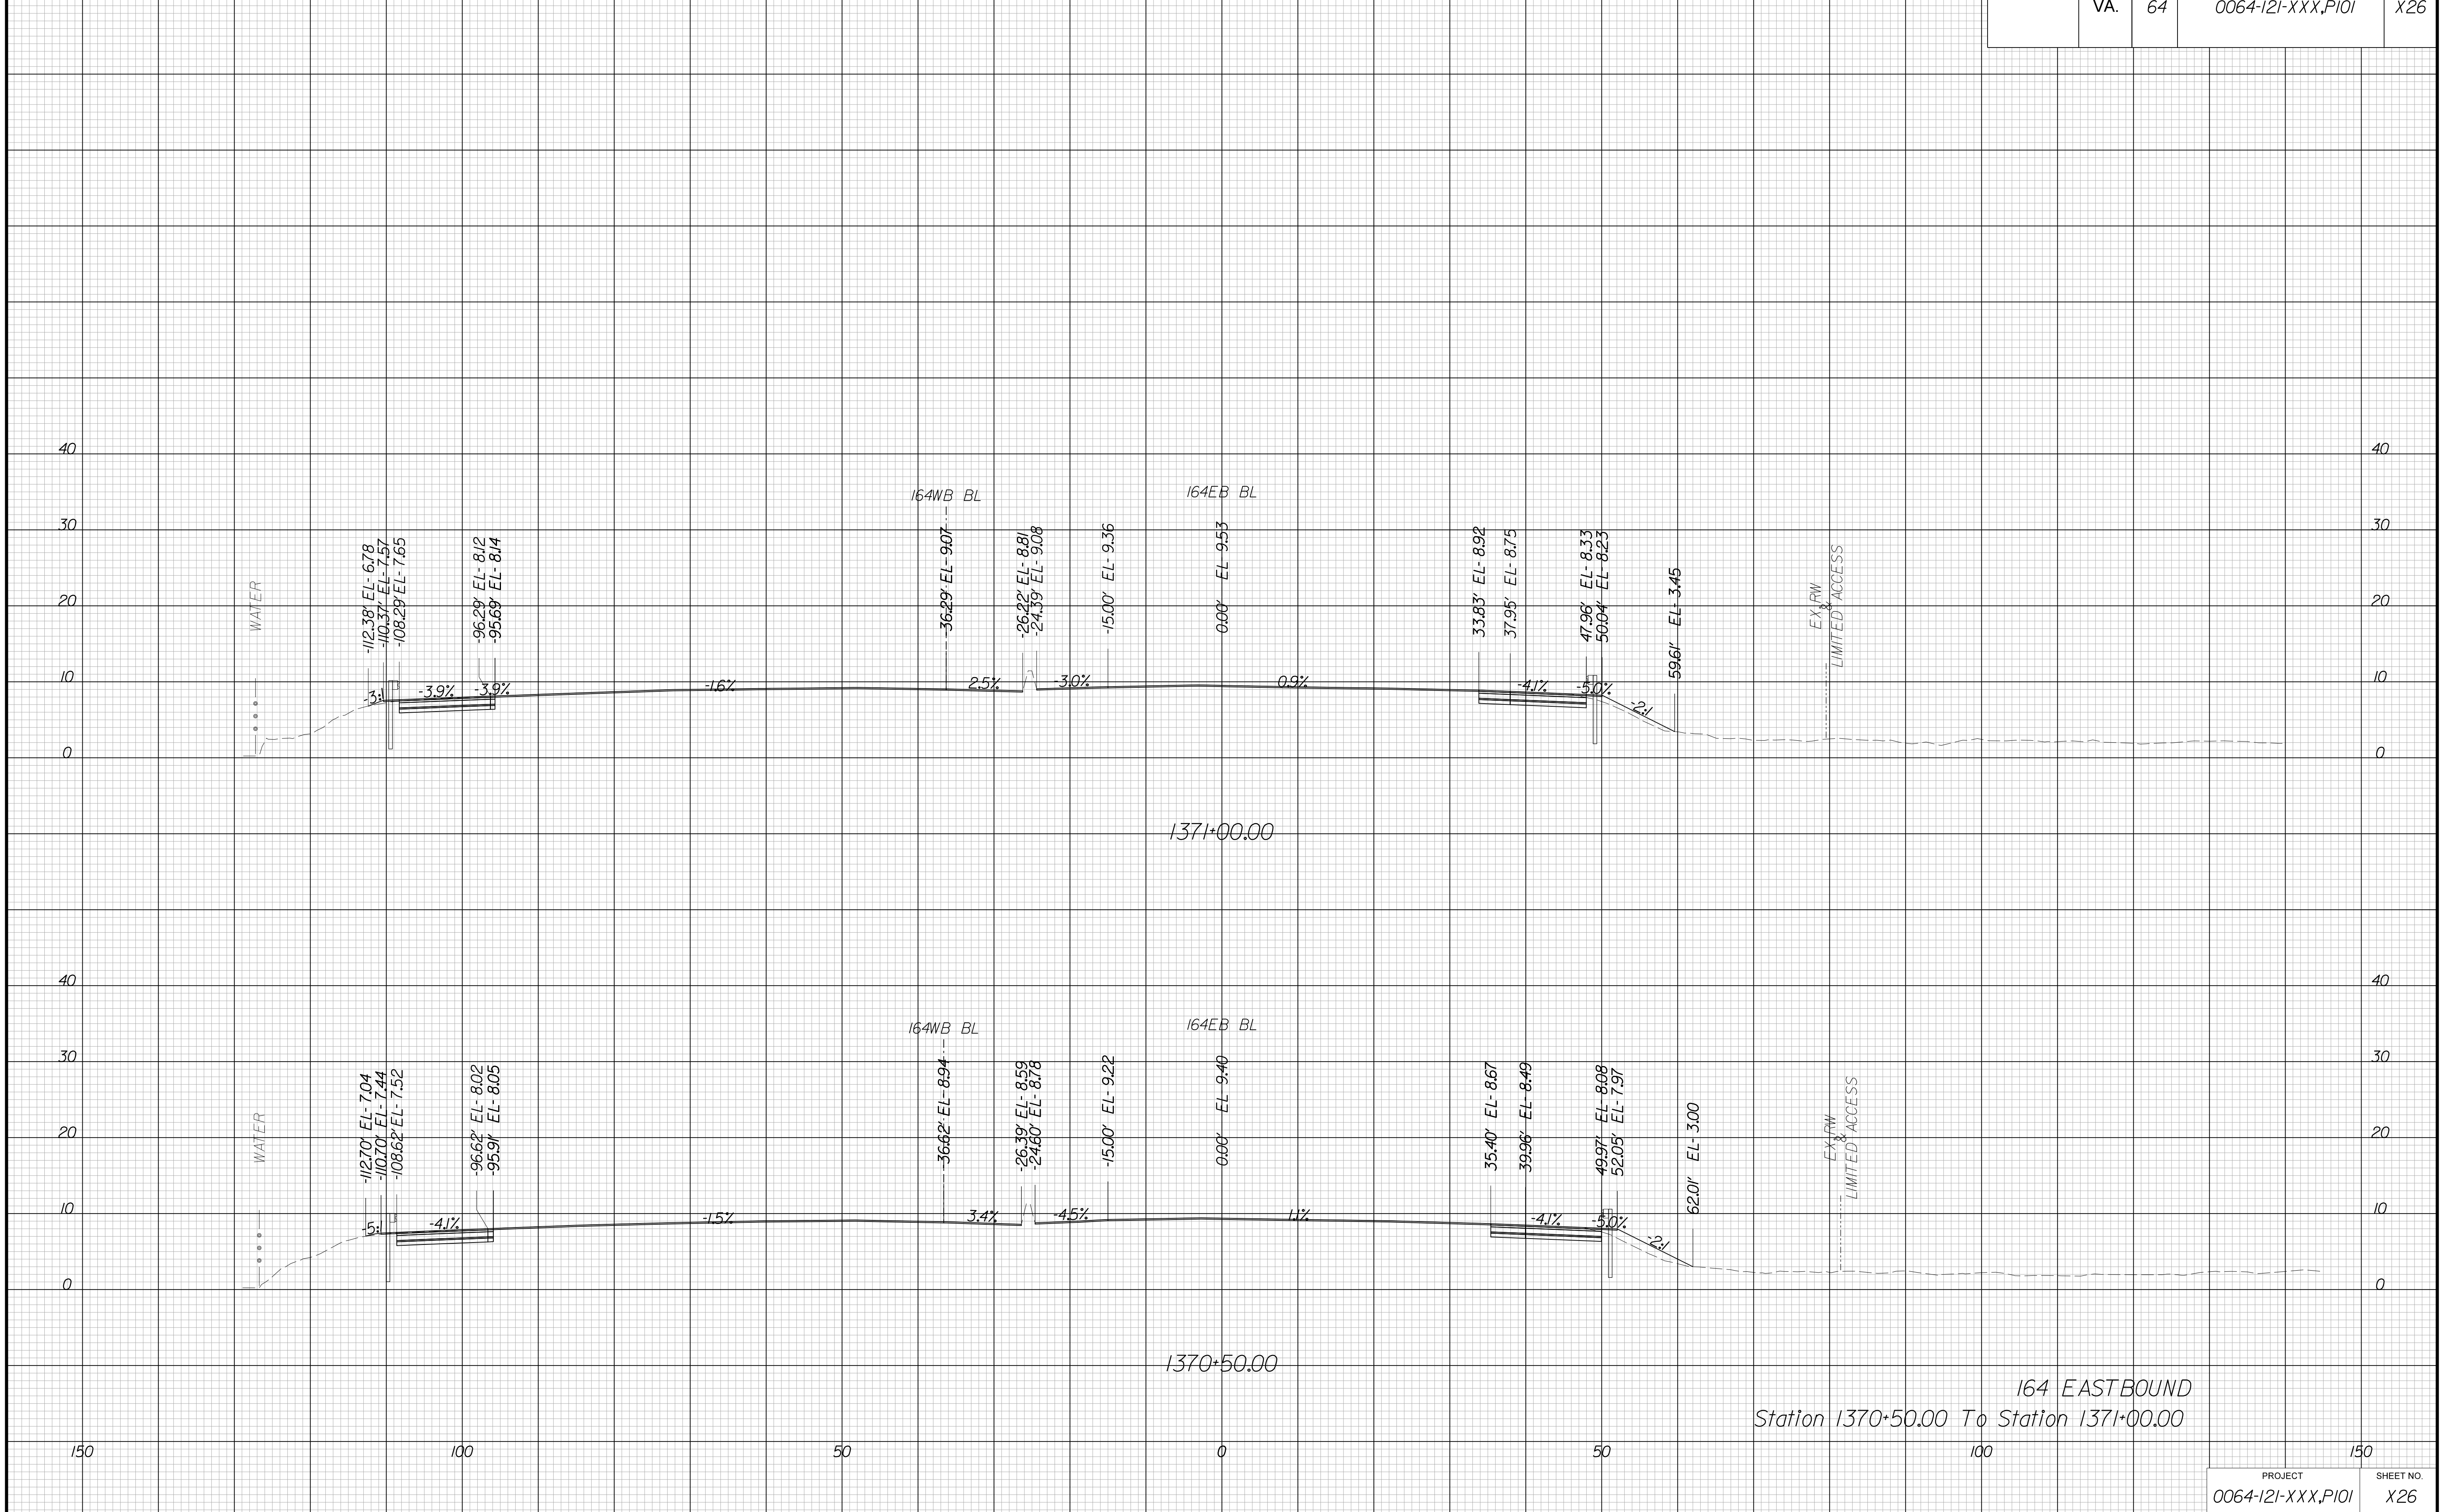 VA. 64 0064-121-XXX,P101 X26
40 40
164WB BL 164EB BL
30 30
-112.38' EL- 6.78
-110.37' EL- 7.57
-108.29' EL- 7.65
-96.29' EL- 8.12
-95.69' EL- 8.14
-36.29' EL- 9.07
-26.22' EL- 8.81
-24.39' EL- 9.08
-15.00' EL- 9.36
0.00' EL 9.53
33.83' EL- 8.92
37.95' EL- 8.75
47.96' EL- 8.33
50.04' EL- 8.23
59.61' EL- 3.45
WATER
EX. RW
&
LIMITED ACCESS
20 20
10 10
-3:1 -3.9% -3.9% -1.6% 2.5% -3.0% 0.9% -4.1% -5.0% -2:1
0 0
1371+00.00
40 40
164WB BL 164EB BL
30 30
-112.70' EL- 7.04
-110.70' EL- 7.44
-108.62' EL- 7.52
-96.62' EL- 8.02
-95.91' EL- 8.05
-36.62' EL- 8.94
-26.39' EL- 8.59
-24.60' EL- 8.78
-15.00' EL- 9.22
0.00' EL 9.40
35.40' EL- 8.67
39.96' EL- 8.49
49.97' EL- 8.08
52.05' EL- 7.97
62.01' EL- 3.00
WATER
EX. RW
&
LIMITED ACCESS
20 20
10 10
-5:1 -4.1% -1.5% 3.4% -4.5% 1.1% -4.1% -5.0% -2:1
0 0
1370+50.00
164 EASTBOUND
Station 1370+50.00 To Station 1371+00.00
150 100 50 0 50 100 150
PROJECT SHEET NO.
0064-121-XXX,P101 X26